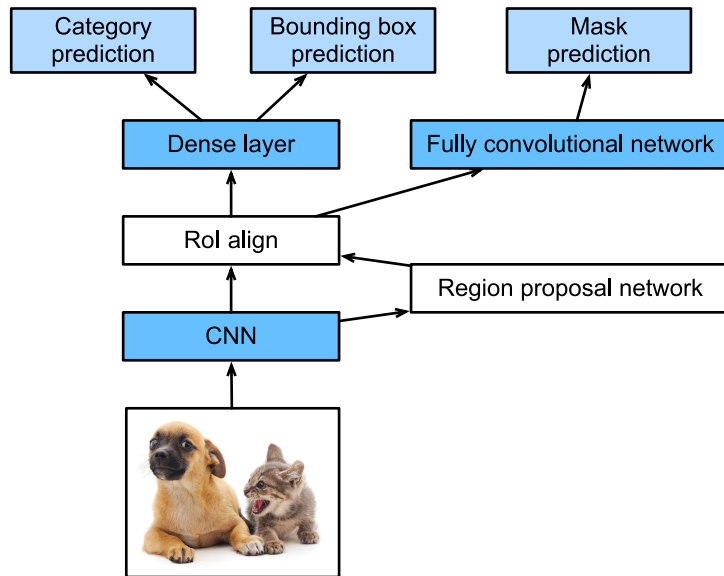 Category
prediction
Bounding box
prediction
Mask
prediction
Dense layer
Fully convolutional network
RoI align
Region proposal network
CNN